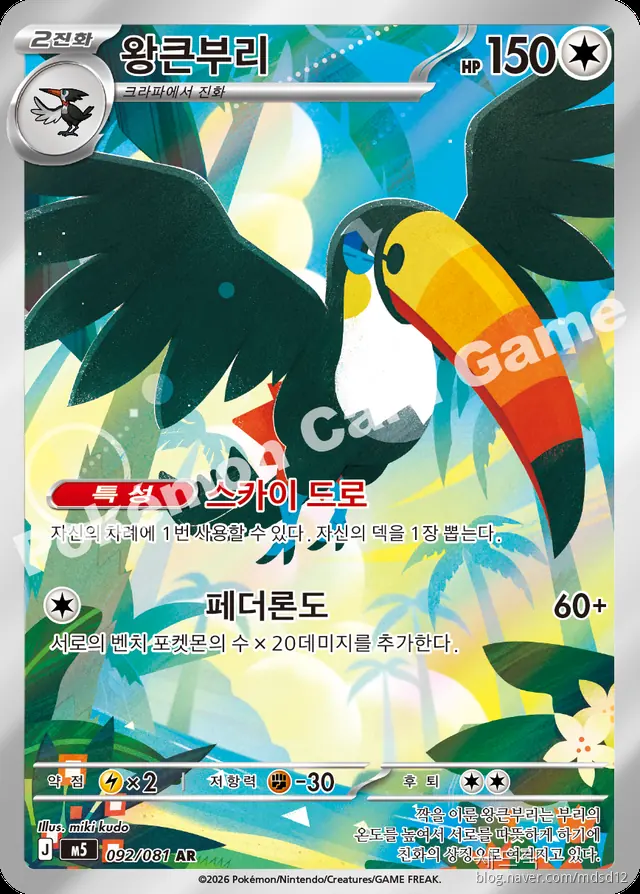 2진화
왕큰부리
HP 150
크라파에서 진화
Pokémon Card Game
특성 스카이 드로
자신의 차례에 1번 사용할 수 있다. 자신의 덱을 1장 뽑는다.
페더론도 60+
서로의 벤치 포켓몬의 수×20데미지를 추가한다.
약점 ×2 저항력 -30 후퇴
Illus. miki kudo
짝을 이룬 왕큰부리는 부리의
온도를 높여서 서로를 따뜻하게 하기에
진화의 상징으로 여겨지고 있다.
J M5 092/081 AR
©2026 Pokémon/Nintendo/Creatures/GAME FREAK.
blog.naver.com/mdsd12